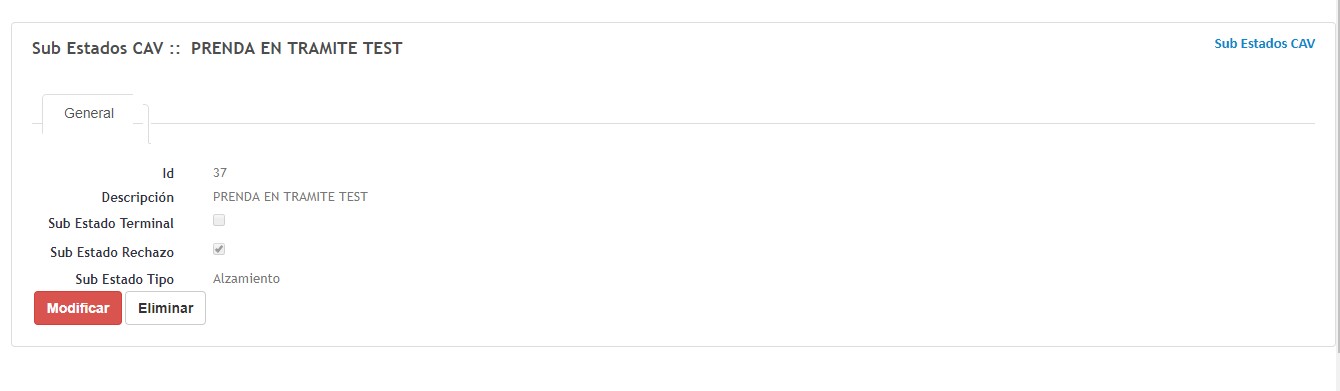 Sub Estados CAV :: PRENDA EN TRAMITE TEST
Sub Estados CAV
General
Id 37
Descripción PRENDA EN TRAMITE TEST
Sub Estado Terminal
Sub Estado Rechazo
Sub Estado Tipo Alzamiento
Modificar Eliminar